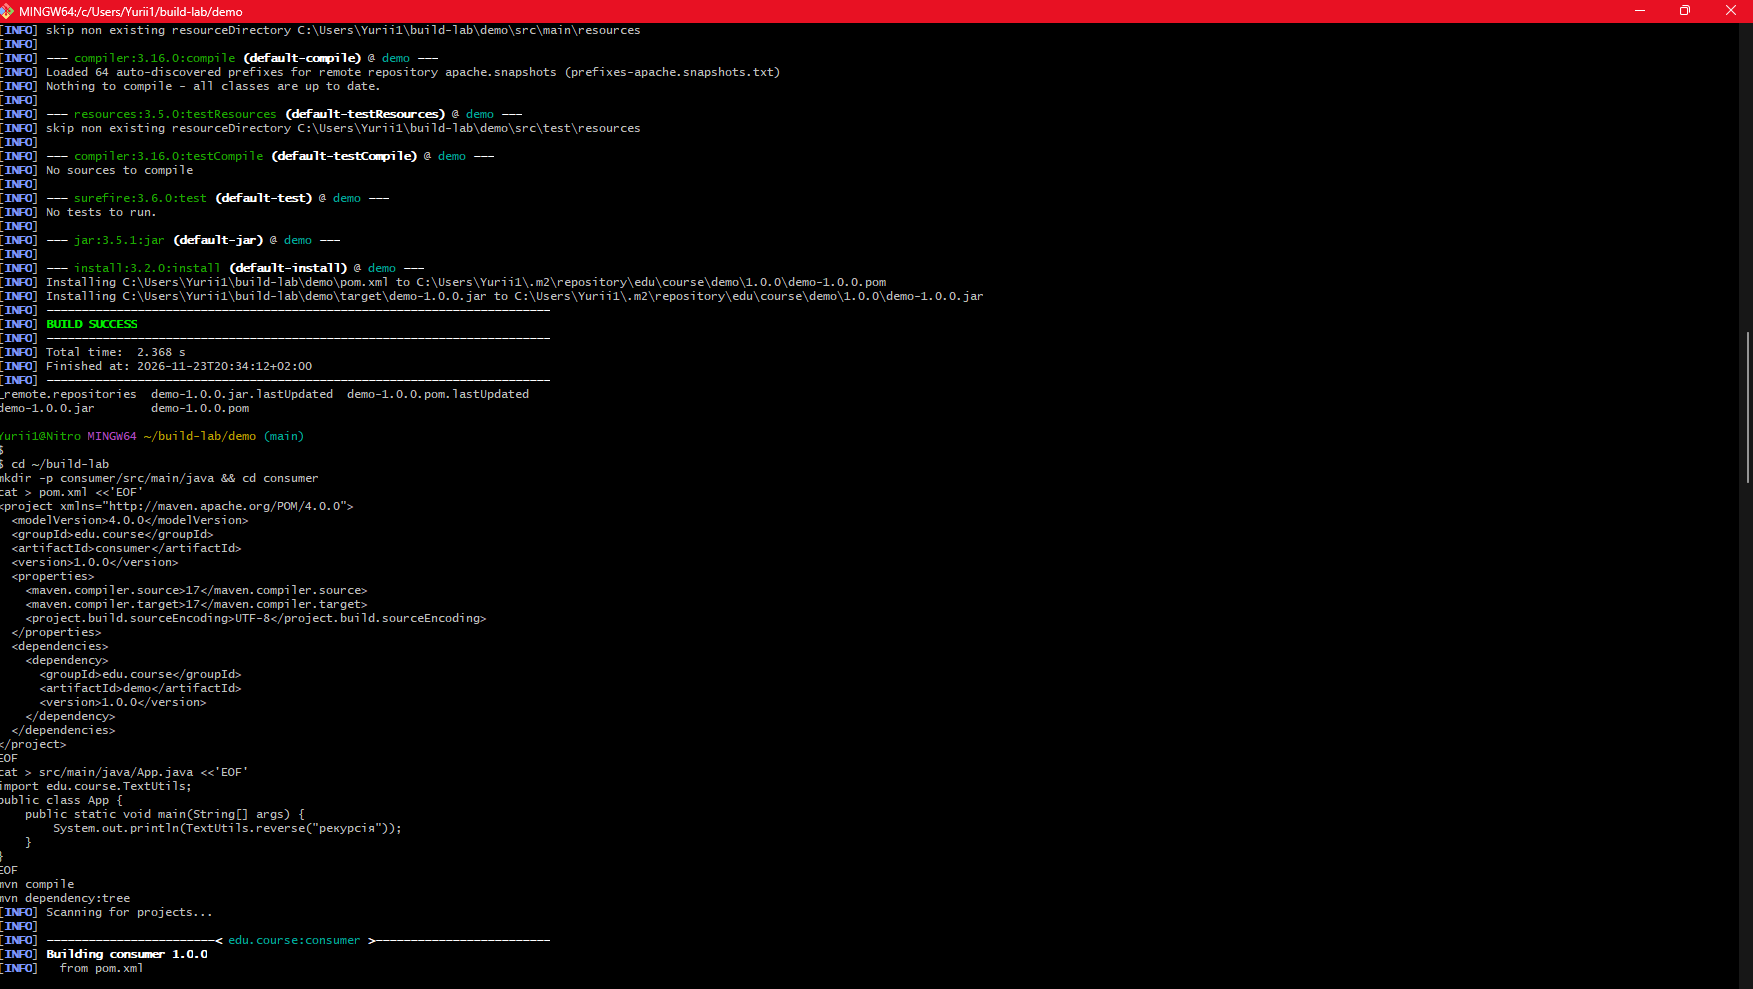 MINGW64:/c/Users/Yurii1/build-lab/demo
[INFO] skip non existing resourceDirectory C:\Users\Yurii1\build-lab\demo\src\main\resources
[INFO]
[INFO] --- compiler:3.16.0:compile (default-compile) @ demo ---
[INFO] Loaded 64 auto-discovered prefixes for remote repository apache.snapshots (prefixes-apache.snapshots.txt)
[INFO] Nothing to compile - all classes are up to date.
[INFO]
[INFO] --- resources:3.5.0:testResources (default-testResources) @ demo ---
[INFO] skip non existing resourceDirectory C:\Users\Yurii1\build-lab\demo\src\test\resources
[INFO]
[INFO] --- compiler:3.16.0:testCompile (default-testCompile) @ demo ---
[INFO] No sources to compile
[INFO]
[INFO] --- surefire:3.6.0:test (default-test) @ demo ---
[INFO] No tests to run.
[INFO]
[INFO] --- jar:3.5.1:jar (default-jar) @ demo ---
[INFO]
[INFO] --- install:3.2.0:install (default-install) @ demo ---
[INFO] Installing C:\Users\Yurii1\build-lab\demo\pom.xml to C:\Users\Yurii1\.m2\repository\edu\course\demo\1.0.0\demo-1.0.0.pom
[INFO] Installing C:\Users\Yurii1\build-lab\demo\target\demo-1.0.0.jar to C:\Users\Yurii1\.m2\repository\edu\course\demo\1.0.0\demo-1.0.0.jar
[INFO] ------------------------------------------------------------------------
[INFO] BUILD SUCCESS
[INFO] ------------------------------------------------------------------------
[INFO] Total time:  2.368 s
[INFO] Finished at: 2026-11-23T20:34:12+02:00
[INFO] ------------------------------------------------------------------------
_remote.repositories  demo-1.0.0.jar.lastUpdated  demo-1.0.0.pom.lastUpdated
demo-1.0.0.jar        demo-1.0.0.pom
Yurii1@Nitro MINGW64 ~/build-lab/demo (main)
$
$ cd ~/build-lab
mkdir -p consumer/src/main/java && cd consumer
cat > pom.xml <<'EOF'
<project xmlns="http://maven.apache.org/POM/4.0.0">
  <modelVersion>4.0.0</modelVersion>
  <groupId>edu.course</groupId>
  <artifactId>consumer</artifactId>
  <version>1.0.0</version>
  <properties>
    <maven.compiler.source>17</maven.compiler.source>
    <maven.compiler.target>17</maven.compiler.target>
    <project.build.sourceEncoding>UTF-8</project.build.sourceEncoding>
  </properties>
  <dependencies>
    <dependency>
      <groupId>edu.course</groupId>
      <artifactId>demo</artifactId>
      <version>1.0.0</version>
    </dependency>
  </dependencies>
</project>
EOF
cat > src/main/java/App.java <<'EOF'
import edu.course.TextUtils;
public class App {
    public static void main(String[] args) {
        System.out.println(TextUtils.reverse("рекурсія"));
    }
}
EOF
mvn compile
mvn dependency:tree
[INFO] Scanning for projects...
[INFO]
[INFO] ------------------------< edu.course:consumer >-------------------------
[INFO] Building consumer 1.0.0
[INFO]   from pom.xml